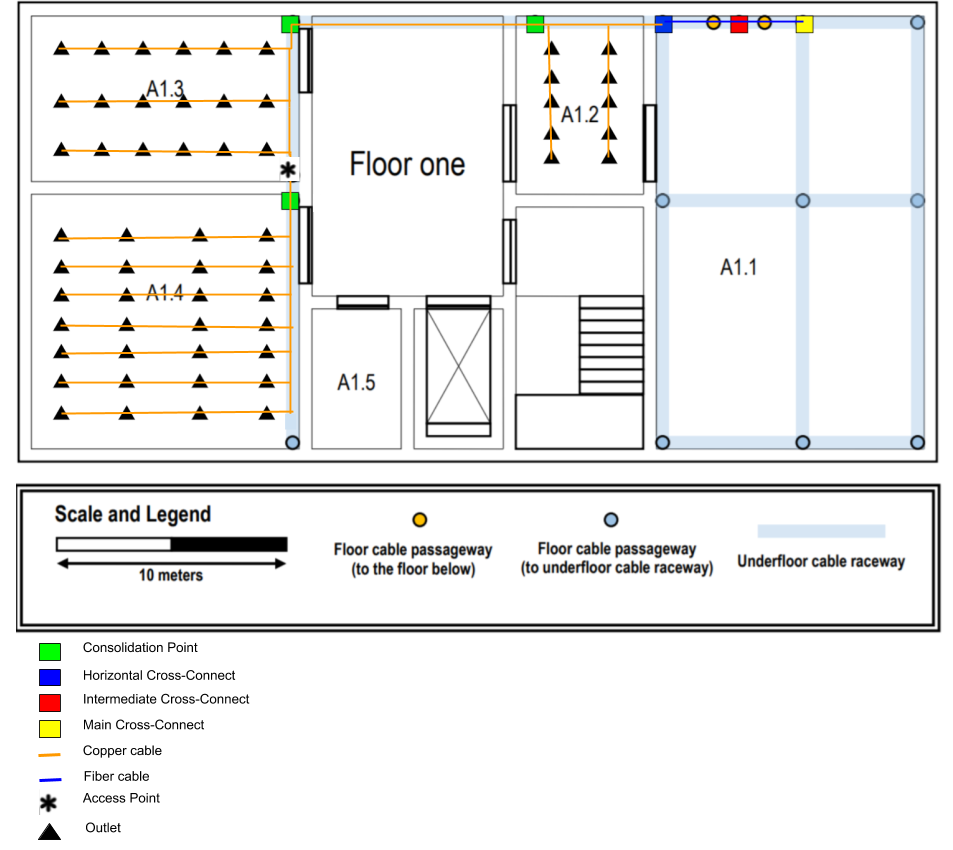 A1.3
A1.2
Floor one
A1.1
A1.4
A1.5
Scale and Legend
10 meters
Floor cable passageway
(to the floor below)
Floor cable passageway
(to underfloor cable raceway)
Underfloor cable raceway
Consolidation Point
Horizontal Cross-Connect
Intermediate Cross-Connect
Main Cross-Connect
Copper cable
Fiber cable
Access Point
Outlet